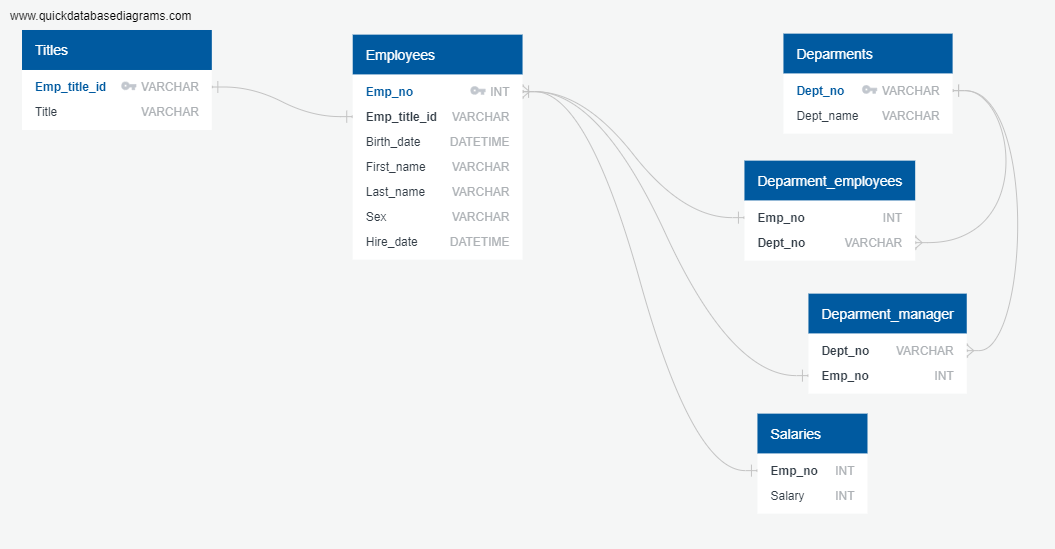 www.quickdatabasediagrams.com
Titles
Emp_title_id VARCHAR
Title VARCHAR
Employees
Emp_no INT
Emp_title_id VARCHAR
Birth_date DATETIME
First_name VARCHAR
Last_name VARCHAR
Sex VARCHAR
Hire_date DATETIME
Deparments
Dept_no VARCHAR
Dept_name VARCHAR
Deparment_employees
Emp_no INT
Dept_no VARCHAR
Deparment_manager
Dept_no VARCHAR
Emp_no INT
Salaries
Emp_no INT
Salary INT